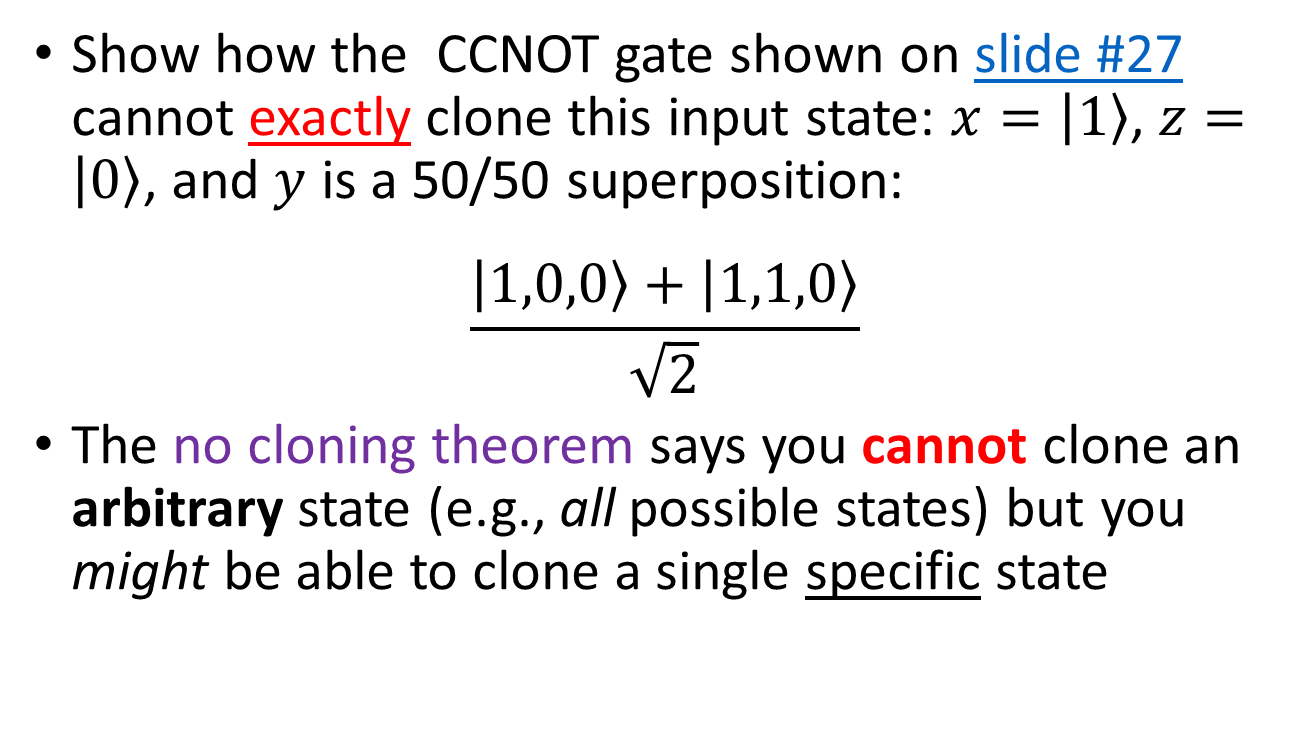 • Show how the  CCNOT gate shown on slide #27
cannot exactly clone this input state: 𝑥 = |1⟩, 𝑧 =
|0⟩, and 𝑦 is a 50/50 superposition:
|1,0,0⟩ + |1,1,0⟩
√2
• The no cloning theorem says you cannot clone an
arbitrary state (e.g., all possible states) but you
might be able to clone a single specific state